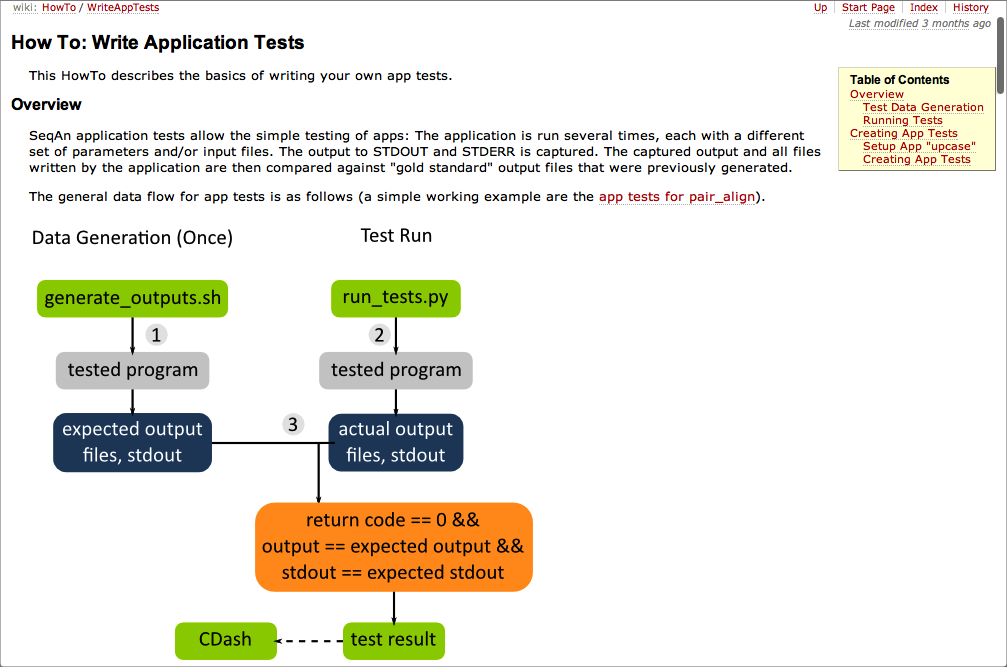 wiki: HowTo / WriteAppTests
Up Start Page Index History
Last modified 3 months ago
How To: Write Application Tests
This HowTo describes the basics of writing your own app tests.
Table of Contents
Overview
Test Data Generation
Running Tests
Creating App Tests
Setup App "upcase"
Creating App Tests
Overview
SeqAn application tests allow the simple testing of apps: The application is run several times, each with a different
set of parameters and/or input files. The output to STDOUT and STDERR is captured. The captured output and all files
written by the application are then compared against "gold standard" output files that were previously generated.
The general data flow for app tests is as follows (a simple working example are the app tests for pair_align).
Data Generation (Once)
Test Run
generate_outputs.sh
run_tests.py
1
2
tested program
tested program
expected output
files, stdout
3
actual output
files, stdout
return code == 0 &&
output == expected output &&
stdout == expected stdout
CDash
test result